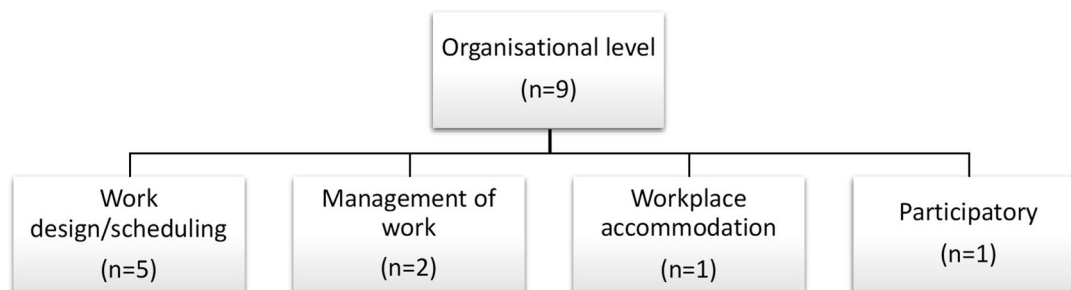 Organisational level
(n=9)
Work
design/scheduling
(n=5)
Management of
work
(n=2)
Workplace
accommodation
(n=1)
Participatory
(n=1)